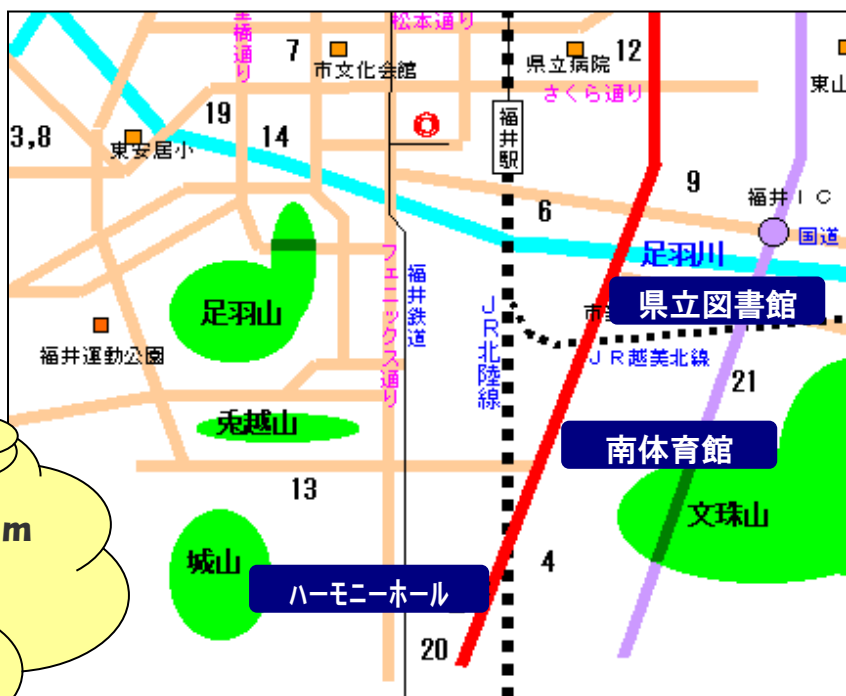 松本通り
橋通り
7
市文化会館
県立病院
12
さくら通り
東山
19
14
3,8
東安居小
福井駅
9
福井IC
6
国道
足羽川
足羽山
フェニックス通り
福井鉄道
JR北陸線
市
県立図書館
福井運動公園
JR越美北線
21
兎越山
南体育館
13
文珠山
m
城山
4
ハーモニーホール
20